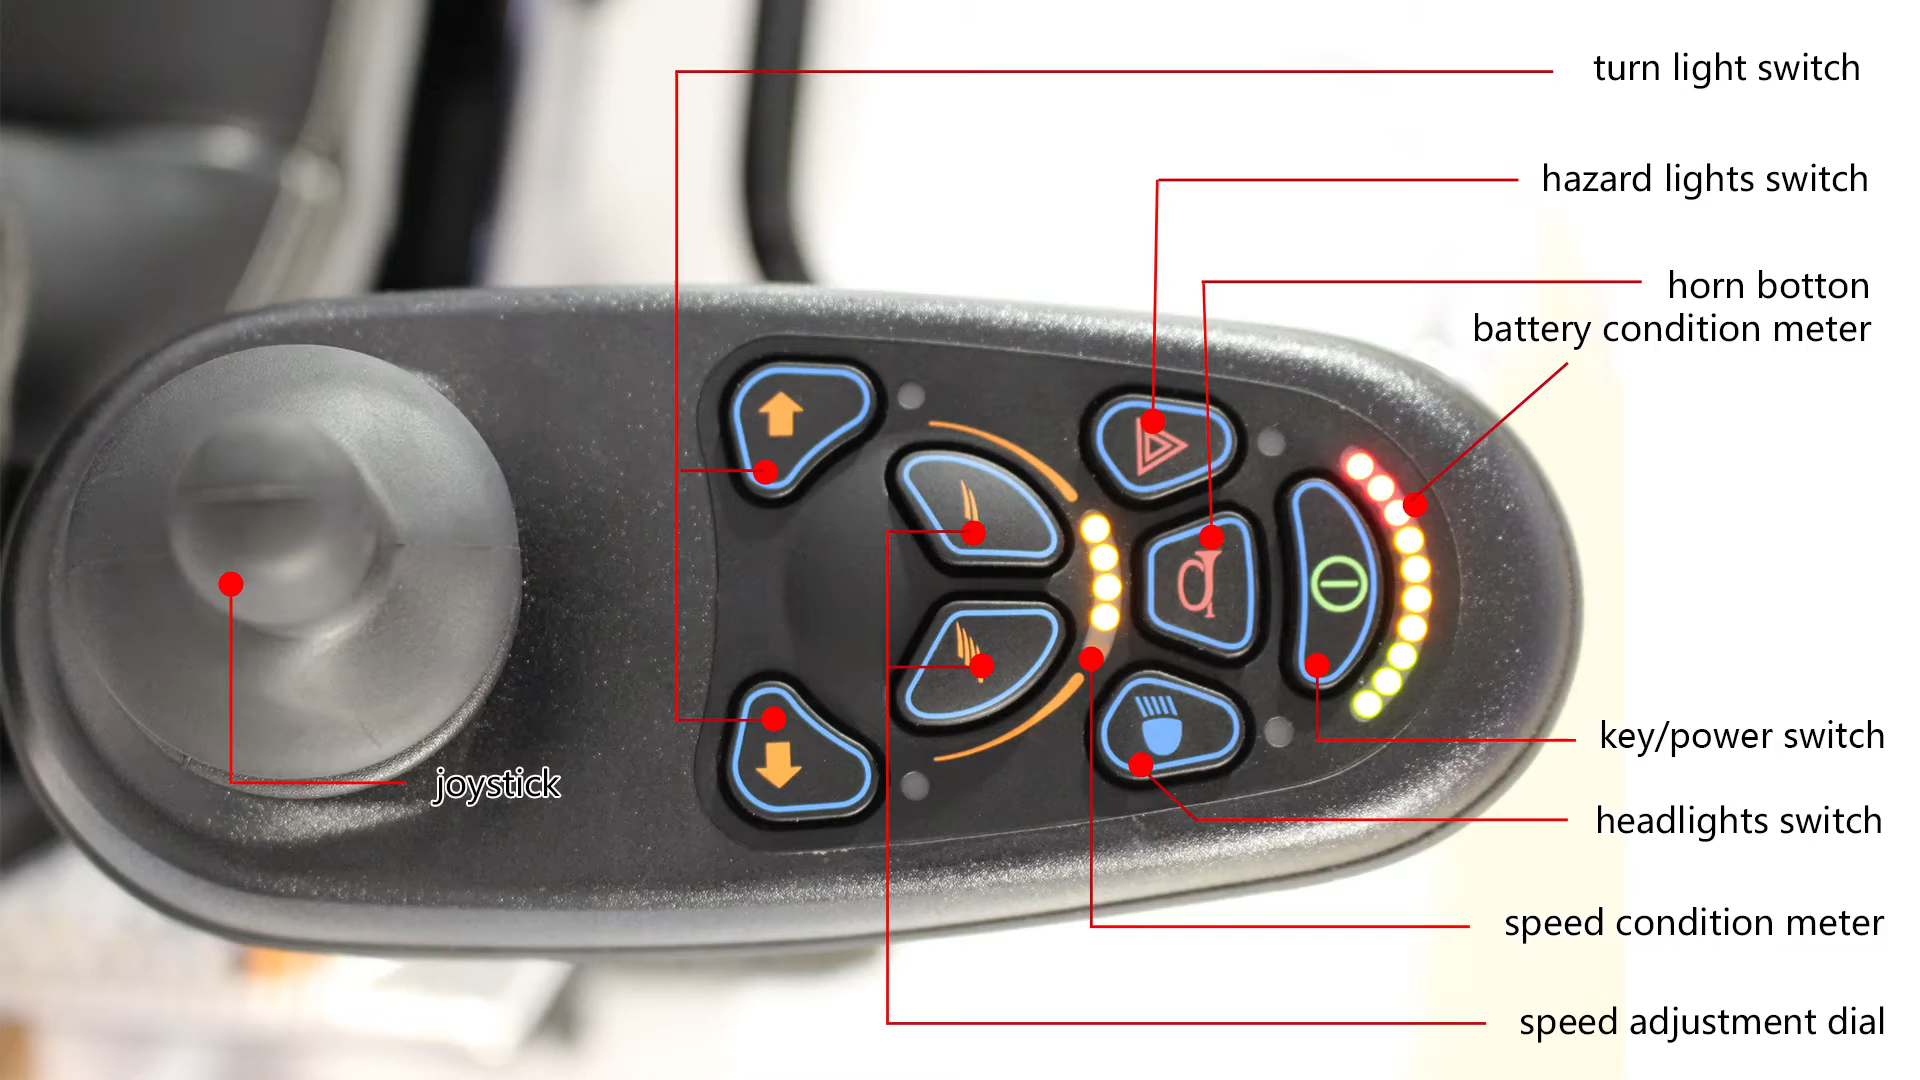 turn light switch
hazard lights switch
horn botton
battery condition meter
joystick
key/power switch
headlights switch
speed condition meter
speed adjustment dial